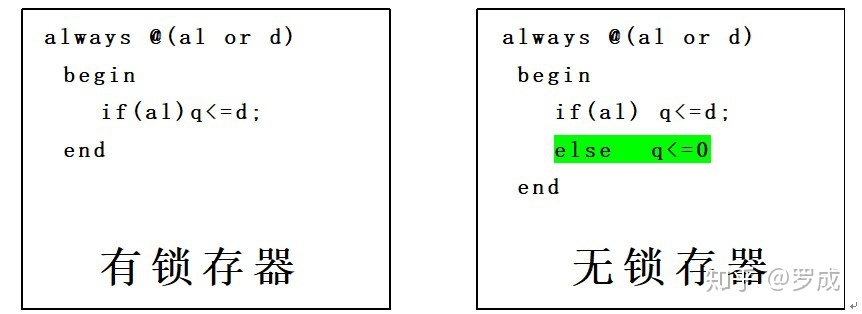 always @(al or d)
begin
if(al)q<=d;
end
有锁存器
always @(al or d)
begin
if(al) q<=d;
else q<=0
end
无锁存器
知乎 @罗成